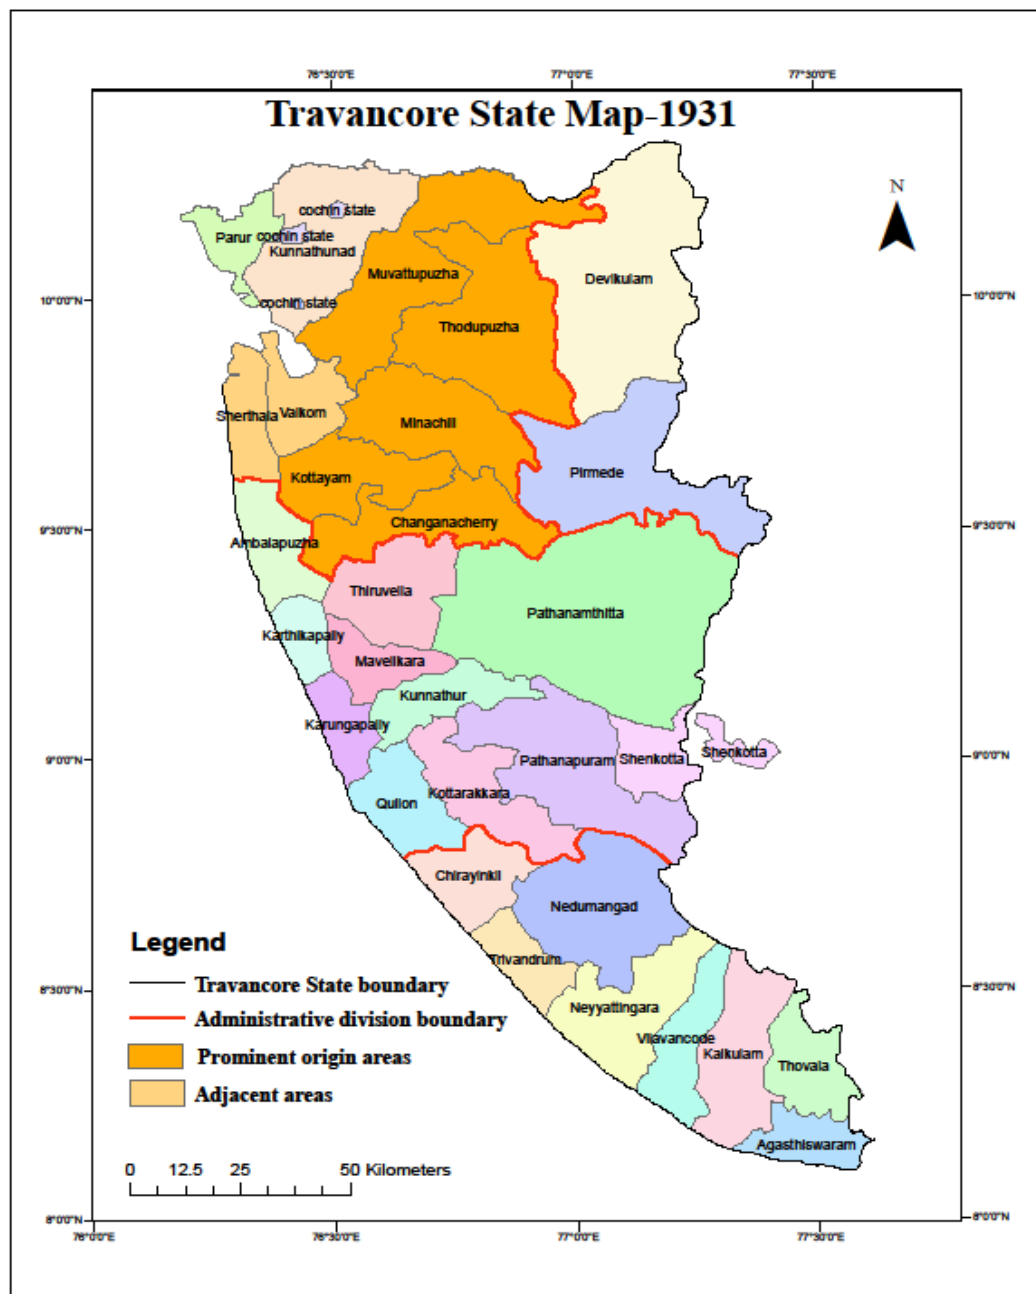 76°30'0"E 77°0'0"E 77°30'0"E
Travancore State Map-1931
N
cochin state
Parur cochin state
Kunnathunad
Muvattupuzha
Devikulam
10°0'0"N cochin state 10°0'0"N
Thodupuzha
Sherthala Vaikom
Minachill
Kottayam
Pirmede
Changanacherry
9°30'0"N 9°30'0"N
Ambalapuzha
Thiruvella
Pathanamthitta
Karthikapally
Mavelikara
Kunnathur
Karungapally
Shenkotta
9°0'0"N Pathanapuram Shenkotta 9°0'0"N
Kottarakkara
Quilon
Chirayinkil
Nedumangad
Legend
Trivandrum
Travancore State boundary
8°30'0"N 8°30'0"N
Neyyattingara
Administrative division boundary
Vilavancode
Kalkulam
Prominent origin areas
Thovala
Adjacent areas
Agasthiswaram
0 12.5 25 50 Kilometers
8°0'0"N 8°0'0"N
76°0'0"E 76°30'0"E 77°0'0"E 77°30'0"E